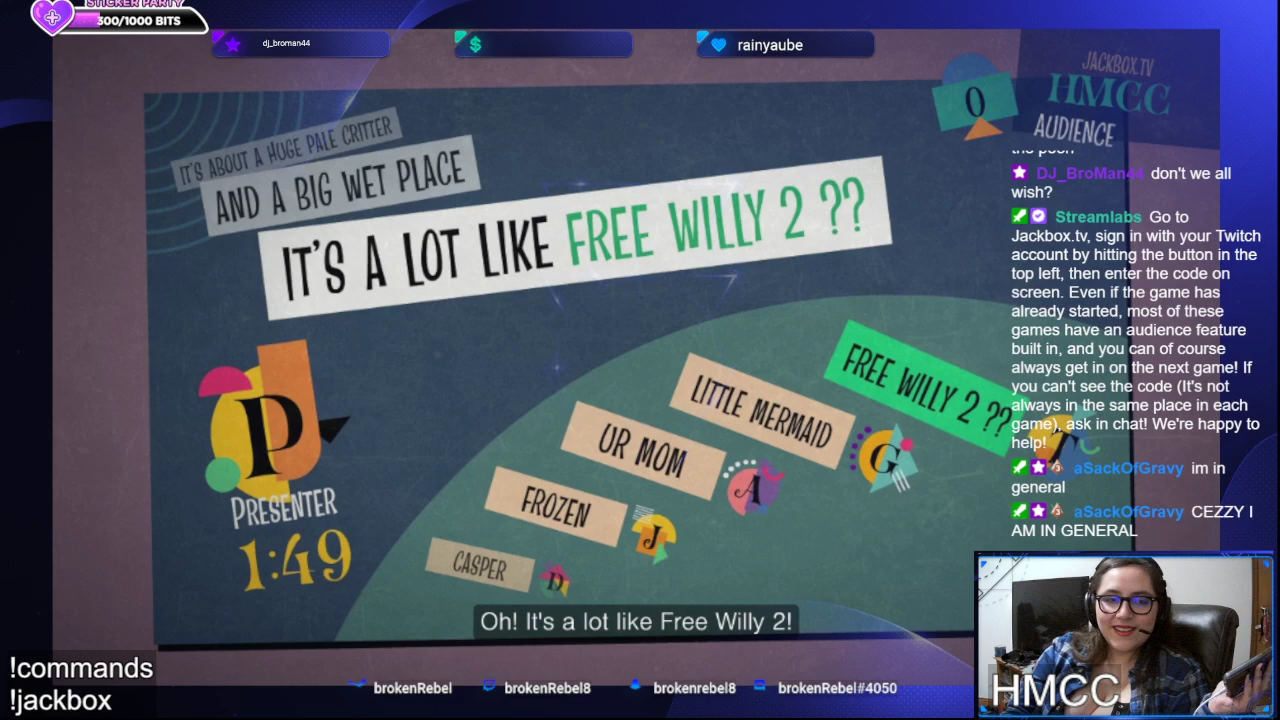 STICKER PARTY
300/1000 BITS
dj_broman44
$
rainyaube
JACKBOX.TV
HMCC
AUDIENCE
0
IT'S ABOUT A HUGE PALE CRITTER
AND A BIG WET PLACE
IT'S A LOT LIKE FREE WILLY 2 ??
P
PRESENTER
1:49
FREE WILLY 2 ??
T
LITTLE MERMAID
G
UR MOM
A
FROZEN
J
CASPER
D
Oh! It's a lot like Free Willy 2!
DJ_BroMan44 don't we all
wish?
Streamlabs Go to
Jackbox.tv, sign in with your Twitch
account by hitting the button in the
top left, then enter the code on
screen. Even if the game has
already started, most of these
games have an audience feature
built in, and you can of course
always get in on the next game! If
you can't see the code (It's not
always in the same place in each
game), ask in chat! We're happy to
help!
aSackOfGravy im in
general
aSackOfGravy CEZZY I
AM IN GENERAL
HMCC
!commands
!jackbox
brokenRebel
brokenRebel8
brokenrebel8
brokenRebel#4050